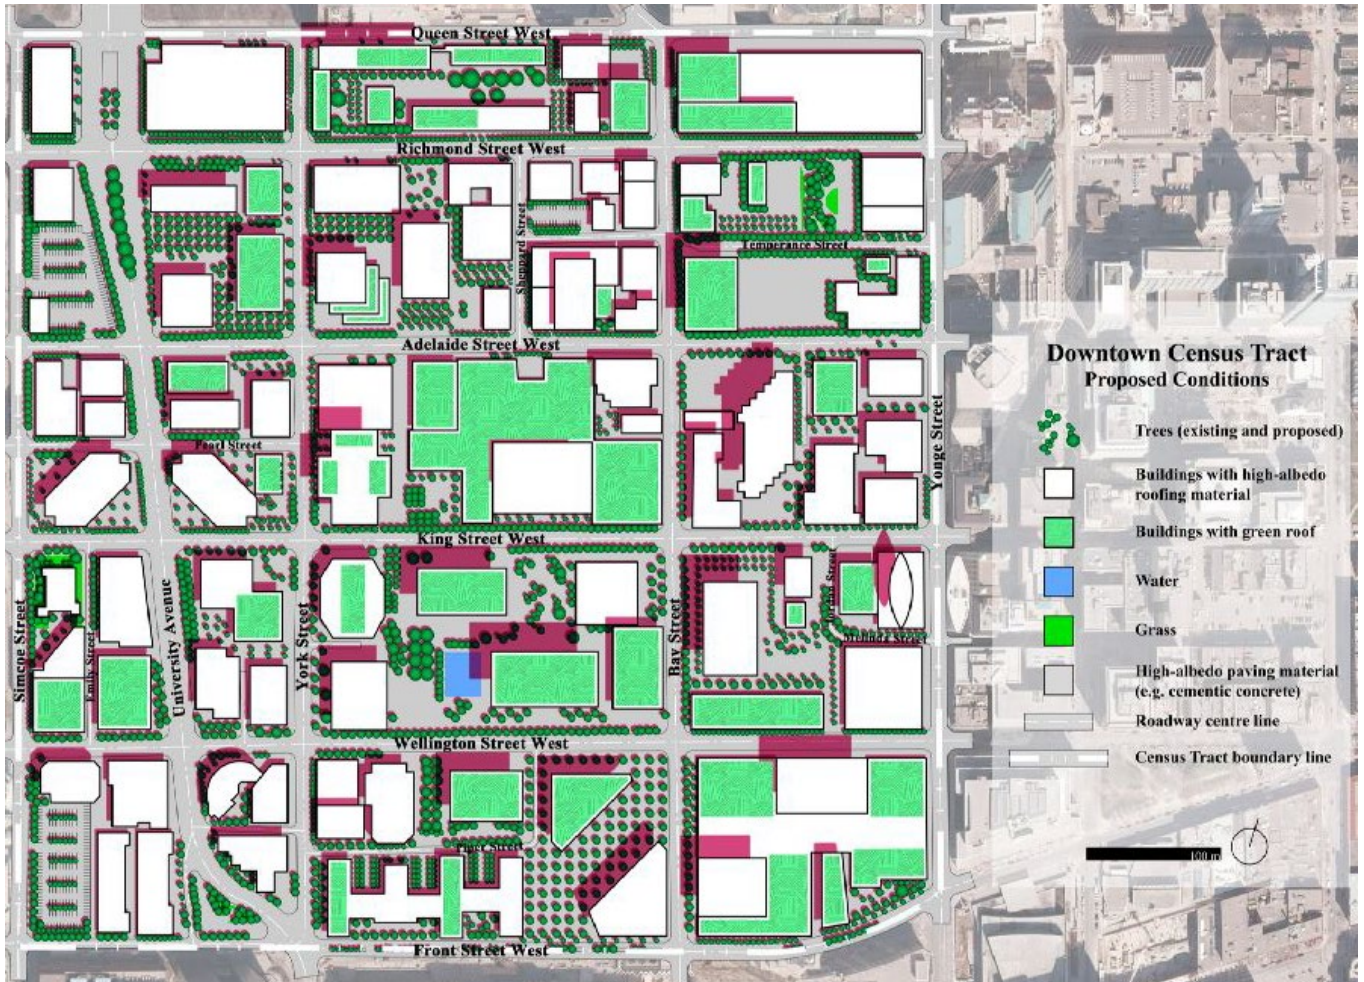 Queen Street West
Richmond Street West
Sheppard Street
Temperance Street
Adelaide Street West
Pearl Street
Yonge Street
King Street West
Simcoe Street
Emily Street
University Avenue
York Street
Bay Street
Jordan Street
Melinda Street
Wellington Street West
Piper Street
Front Street West
Downtown Census Tract
Proposed Conditions
Trees (existing and proposed)
Buildings with high-albedo
roofing material
Buildings with green roof
Water
Grass
High-albedo paving material
(e.g. cementic concrete)
Roadway centre line
Census Tract boundary line
100 m